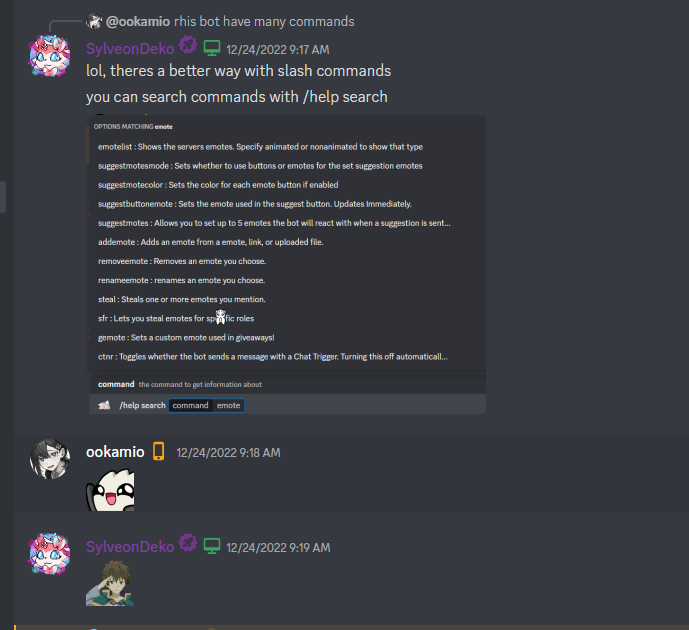 @ookamio rhis bot have many commands
SylveonDeko 12/24/2022 9:17 AM
lol, theres a better way with slash commands
you can search commands with /help search
OPTIONS MATCHING emote
emotelist : Shows the servers emotes. Specify animated or nonanimated to show that type
suggestmotesmode : Sets whether to use buttons or emotes for the set suggestion emotes
suggestmotecolor : Sets the color for each emote button if enabled
suggestbuttonemote : Sets the emote used in the suggest button. Updates Immediately.
suggestmotes : Allows you to set up to 5 emotes the bot will react with when a suggestion is sent...
addemote : Adds an emote from a emote, link, or uploaded file.
removeemote : Removes an emote you choose.
renameemote : renames an emote you choose.
steal : Steals one or more emotes you mention.
sfr : Lets you steal emotes for specific roles
gemote : Sets a custom emote used in giveaways!
ctnr : Toggles whether the bot sends a message with a Chat Trigger. Turning this off automaticall...
command the command to get information about
/help search command emote
ookamio 12/24/2022 9:18 AM
SylveonDeko 12/24/2022 9:19 AM